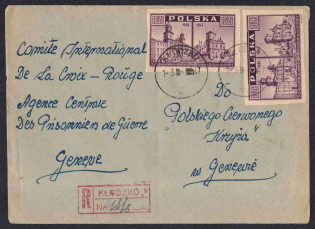 POLSKA
POLSKA
Comité International
De La Croix-Rouge
Agence Centrale
Des Prisonniers de Guerre
Genève
Do
"Polskiego Czerwonego
Krzyża"
w Genewie
R
KŁODZKO
Nr